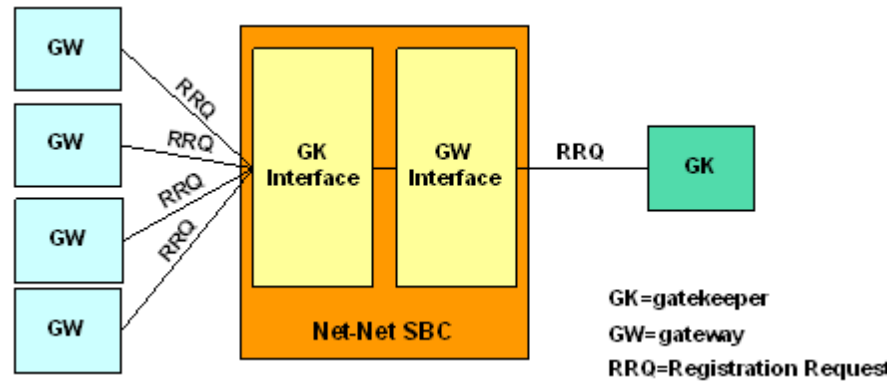 GW
RRQ
GW
RRQ
GW
RRQ
GW
RRQ
GK
Interface
GW
Interface
Net-Net SBC
RRQ
GK
GK=gatekeeper
GW=gateway
RRQ=Registration Request